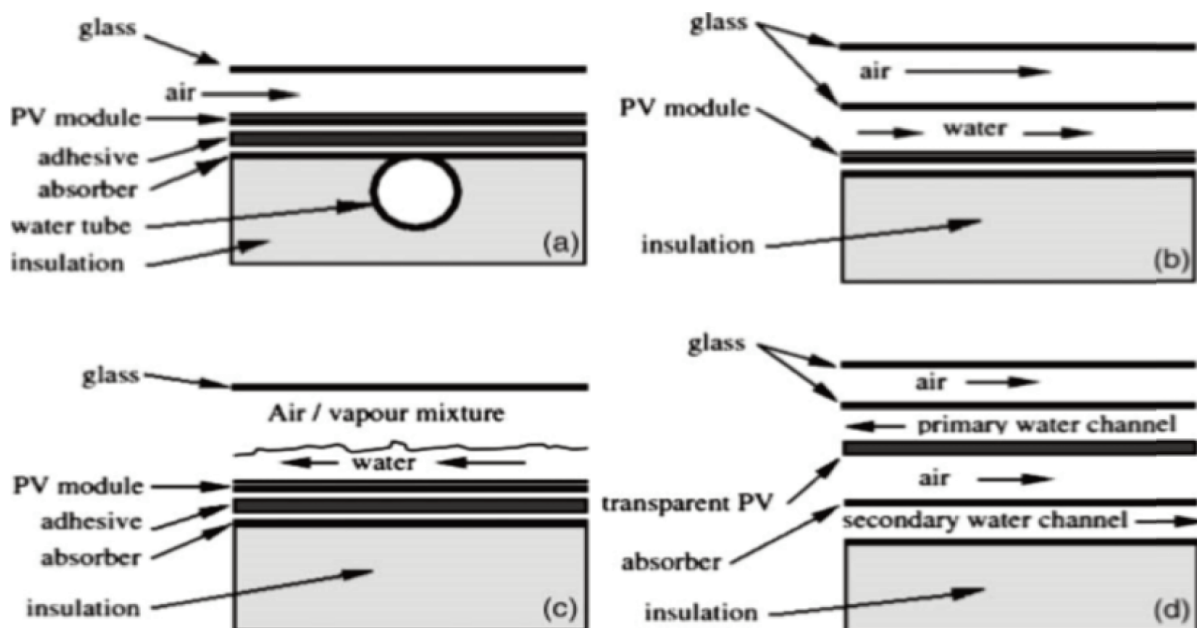 glass
air
PV module
adhesive
absorber
water tube
insulation
(a)
glass
air
PV module
water
insulation
(b)
glass
Air / vapour mixture
water
PV module
adhesive
absorber
insulation
(c)
glass
air
primary water channel
transparent PV
air
absorber
secondary water channel
insulation
(d)